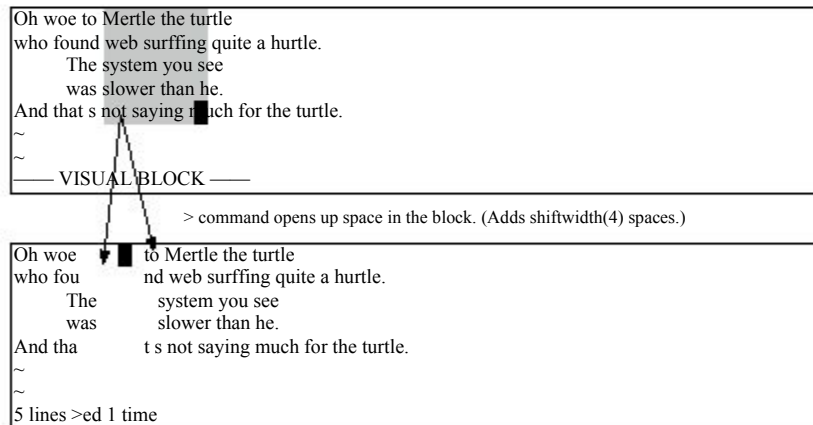 Oh woe to Mertle the turtle
who found web surffing quite a hurtle.
The system you see
was slower than he.
And that s not saying much for the turtle.
~
~
—— VISUAL BLOCK ——
> command opens up space in the block. (Adds shiftwidth(4) spaces.)
Oh woe to Mertle the turtle
who fou nd web surffing quite a hurtle.
The system you see
was slower than he.
And tha t s not saying much for the turtle.
~
~
5 lines >ed 1 time